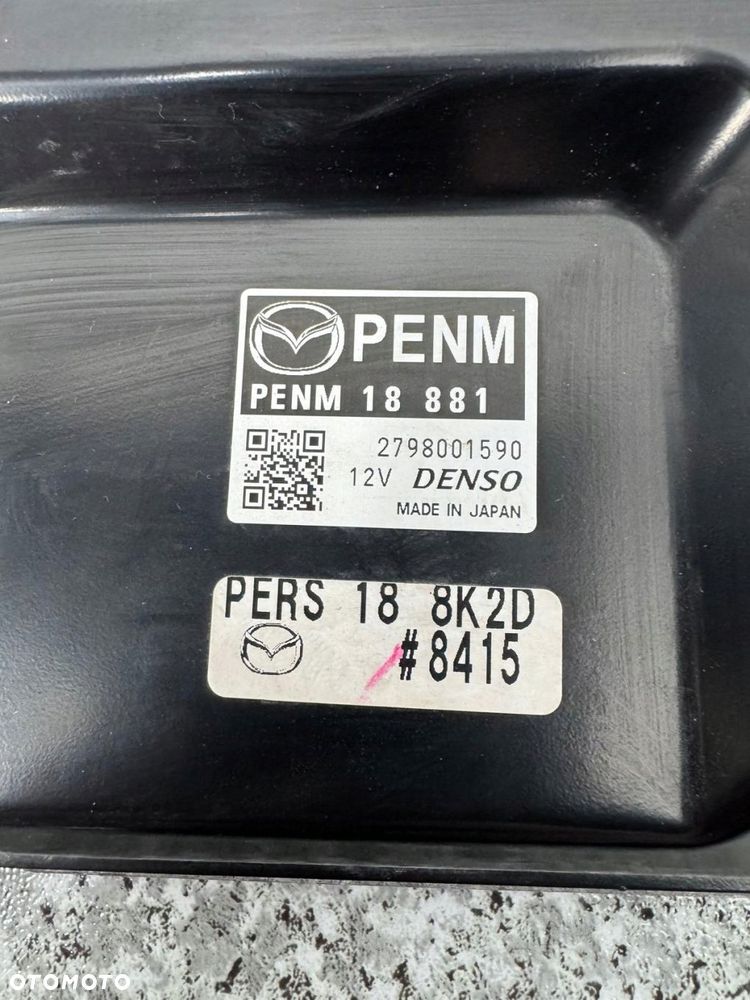 PENM
PENM 18 881
2798001590
12V DENSO
MADE IN JAPAN
PERS 18 8K2D
#8415
OTOMOTO